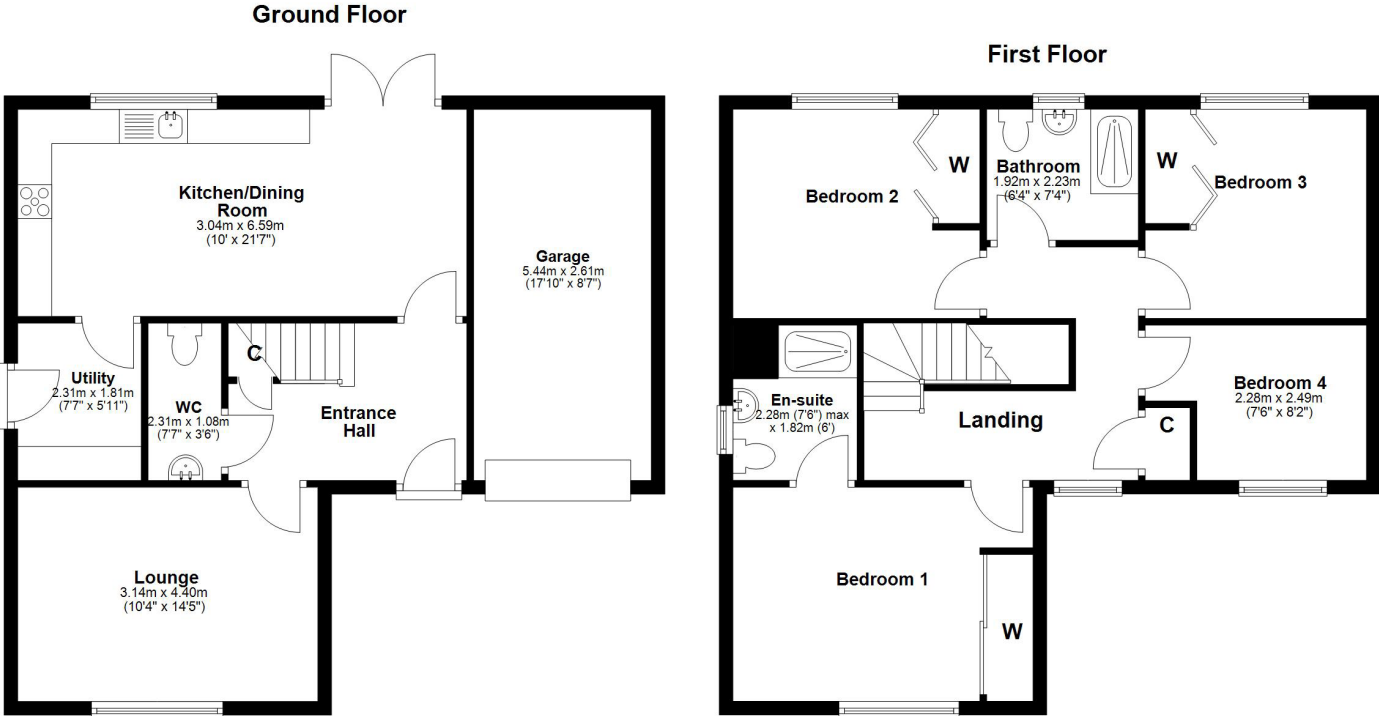 Ground Floor
Kitchen/Dining
Room
3.04m x 6.59m
(10' x 21'7")
Garage
5.44m x 2.61m
(17'10" x 8'7")
C
Utility
2.31m x 1.81m
(7'7" x 5'11")
WC
2.31m x 1.08m
(7'7" x 3'6")
Entrance
Hall
Lounge
3.14m x 4.40m
(10'4" x 14'5")
First Floor
Bedroom 2
W
Bathroom
1.92m x 2.23m
(6'4" x 7'4")
W
Bedroom 3
En-suite
2.28m (7'6") max
x 1.82m (6')
Landing
Bedroom 4
2.28m x 2.49m
(7'6" x 8'2")
C
Bedroom 1
W